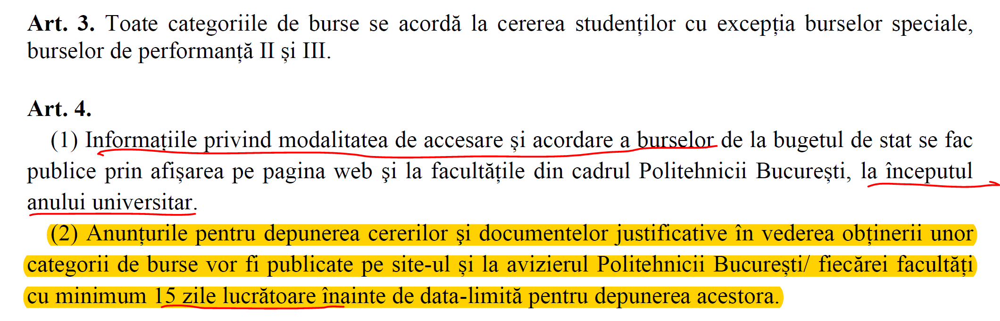 Art. 3. Toate categoriile de burse se acordă la cererea studenților cu excepția burselor speciale,
burselor de performanță II și III.
Art. 4.
(1) Informațiile privind modalitatea de accesare și acordare a burselor de la bugetul de stat se fac
publice prin afișarea pe pagina web şi la facultățile din cadrul Politehnicii București, la începutul
anului universitar.
(2) Anunțurile pentru depunerea cererilor şi documentelor justificative în vederea obținerii unor
categorii de burse vor fi publicate pe site-ul și la avizierul Politehnicii București/ fiecărei facultăți
cu minimum 15 zile lucrătoare înainte de data-limită pentru depunerea acestora.